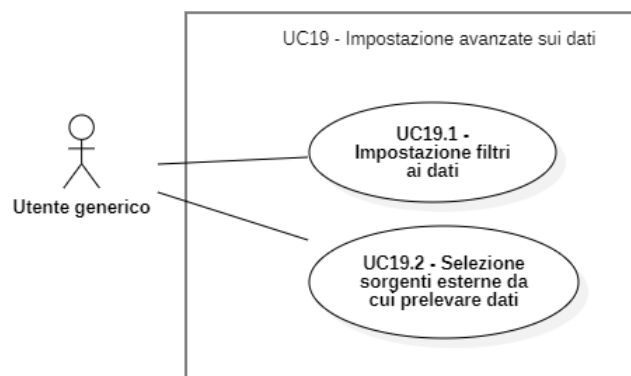 UC19 - Impostazione avanzate sui dati
UC19.1 -
Impostazione filtri
ai dati
Utente generico
UC19.2 - Selezione
sorgenti esterne da
cui prelevare dati